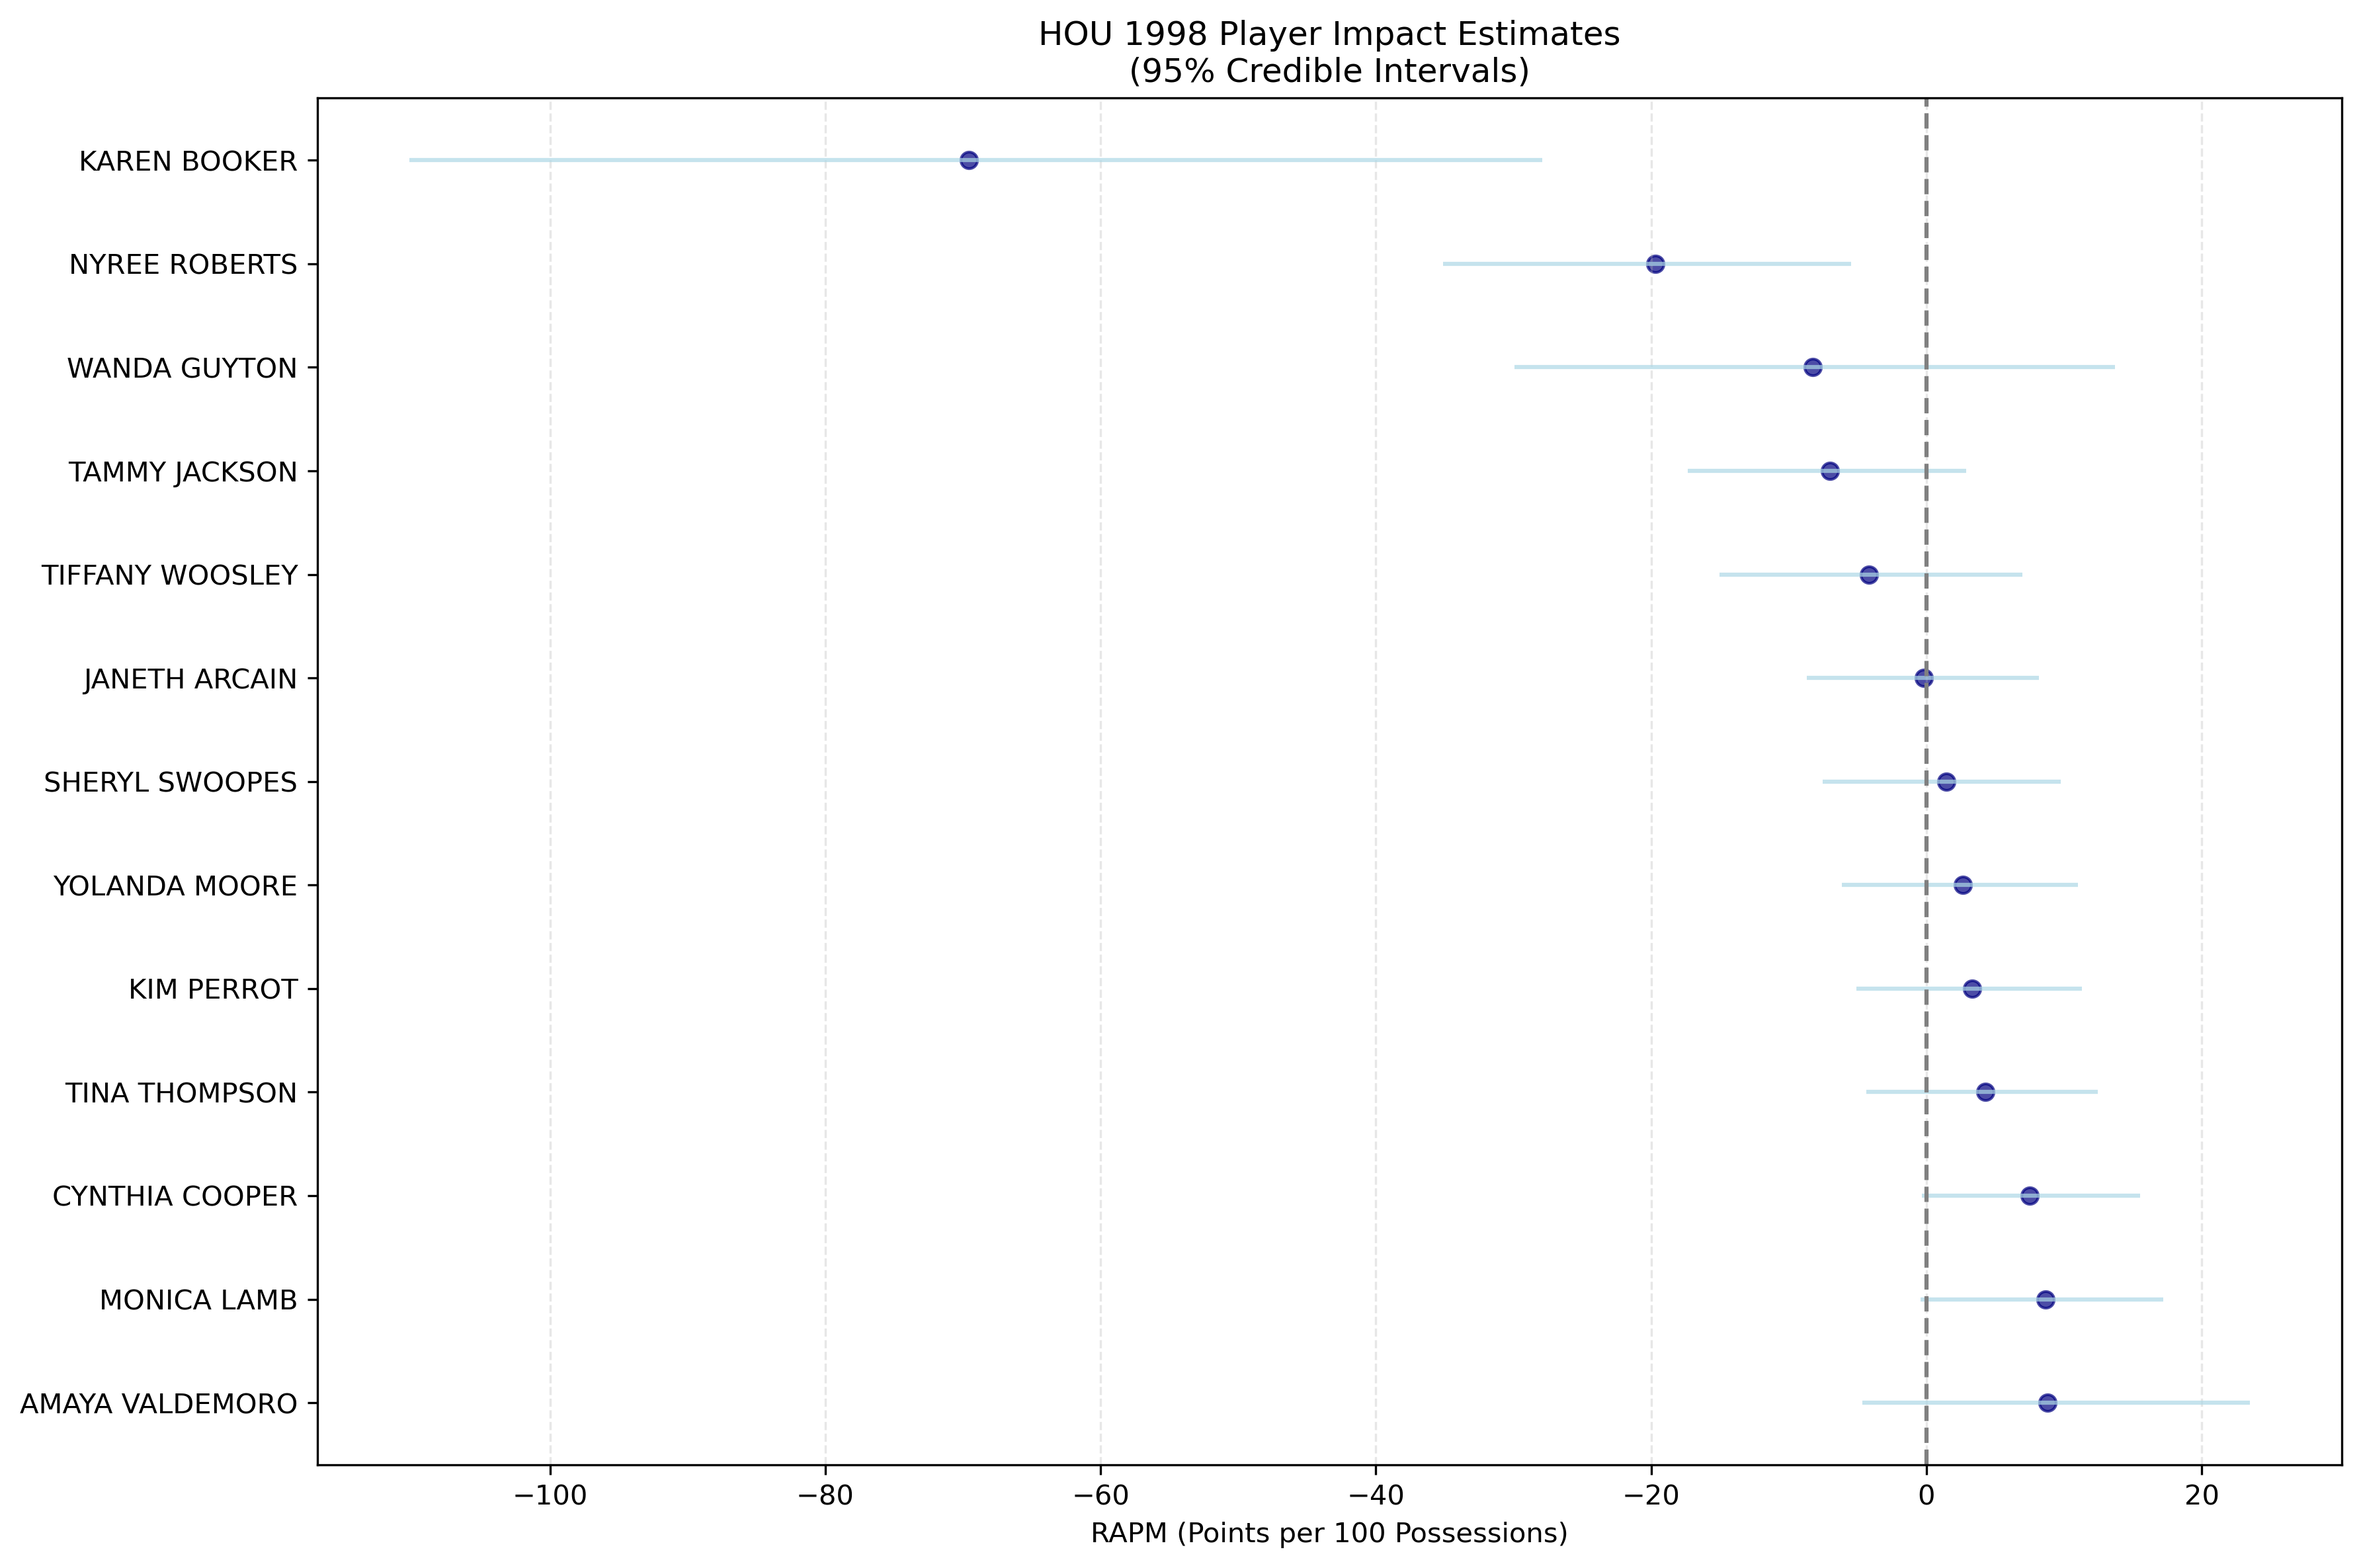 HOU 1998 Player Impact Estimates
(95% Credible Intervals)
KAREN BOOKER
NYREE ROBERTS
WANDA GUYTON
TAMMY JACKSON
TIFFANY WOOSLEY
JANETH ARCAIN
SHERYL SWOOPES
YOLANDA MOORE
KIM PERROT
TINA THOMPSON
CYNTHIA COOPER
MONICA LAMB
AMAYA VALDEMORO
−100 −80 −60 −40 −20 0 20
RAPM (Points per 100 Possessions)